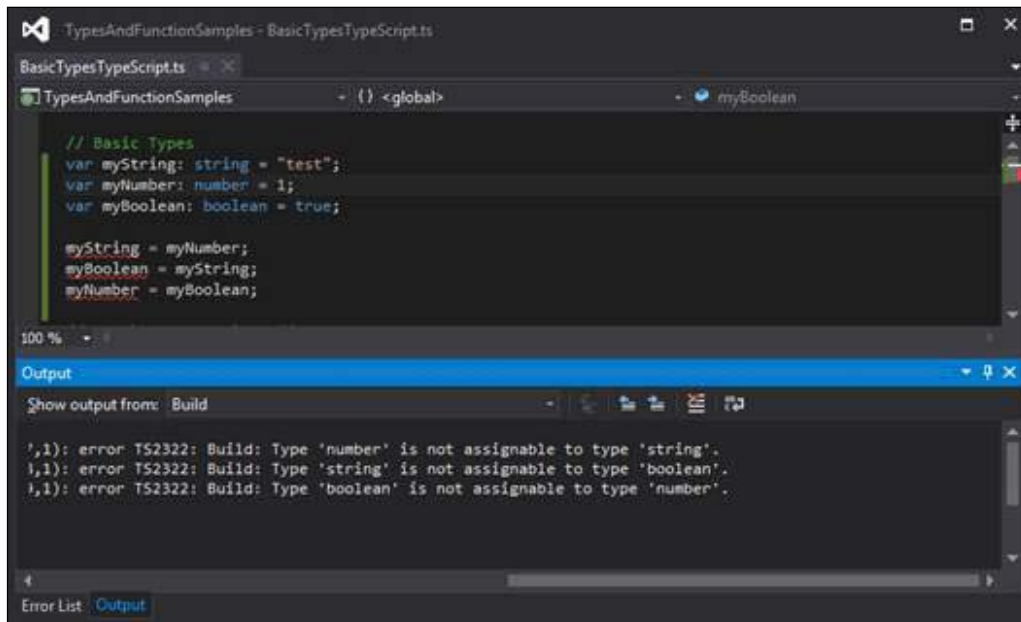 TypesAndFunctionSamples - BasicTypesTypeScript.ts
BasicTypesTypeScript.ts
TypesAndFunctionSamples
{} <global>
myBoolean
// Basic Types
var myString: string = "test";
var myNumber: number = 1;
var myBoolean: boolean = true;
myString = myNumber;
myBoolean = myString;
myNumber = myBoolean;
100 %
Output
Show output from: Build
,1): error TS2322: Build: Type 'number' is not assignable to type 'string'.
,1): error TS2322: Build: Type 'string' is not assignable to type 'boolean'.
,1): error TS2322: Build: Type 'boolean' is not assignable to type 'number'.
Error List Output